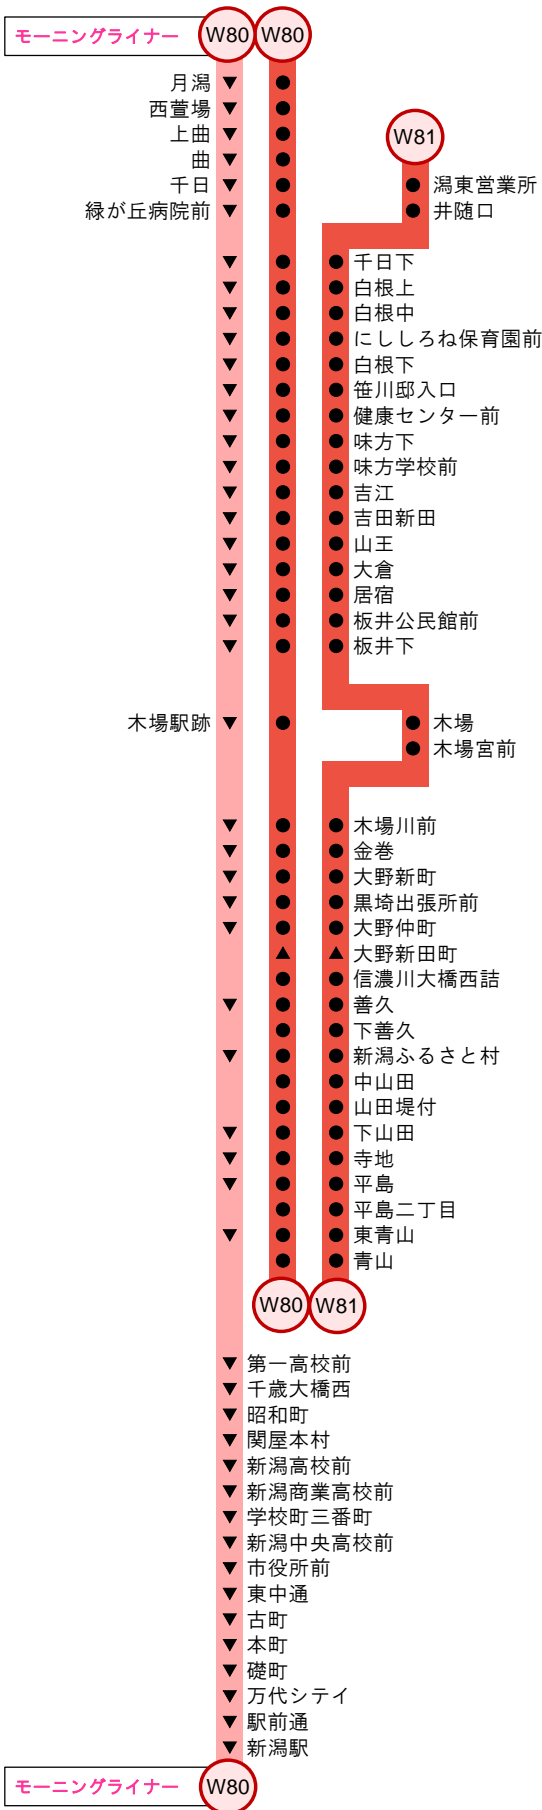 モーニングライナー W80 W80
月潟
西萱場
上曲
曲
W81
千日
潟東営業所
緑が丘病院前
井随口
千日下
白根上
白根中
にししろね保育園前
白根下
笹川邸入口
健康センター前
味方下
味方学校前
吉江
吉田新田
山王
大倉
居宿
板井公民館前
板井下
木場駅跡
木場
木場宮前
木場川前
金巻
大野新町
黒埼出張所前
大野仲町
大野新田町
信濃川大橋西詰
善久
下善久
新潟ふるさと村
中山田
山田堤付
下山田
寺地
平島
平島二丁目
東青山
青山
W80 W81
第一高校前
千歳大橋西
昭和町
関屋本村
新潟高校前
新潟商業高校前
学校町三番町
新潟中央高校前
市役所前
東中通
古町
本町
礎町
万代シテイ
駅前通
新潟駅
モーニングライナー W80